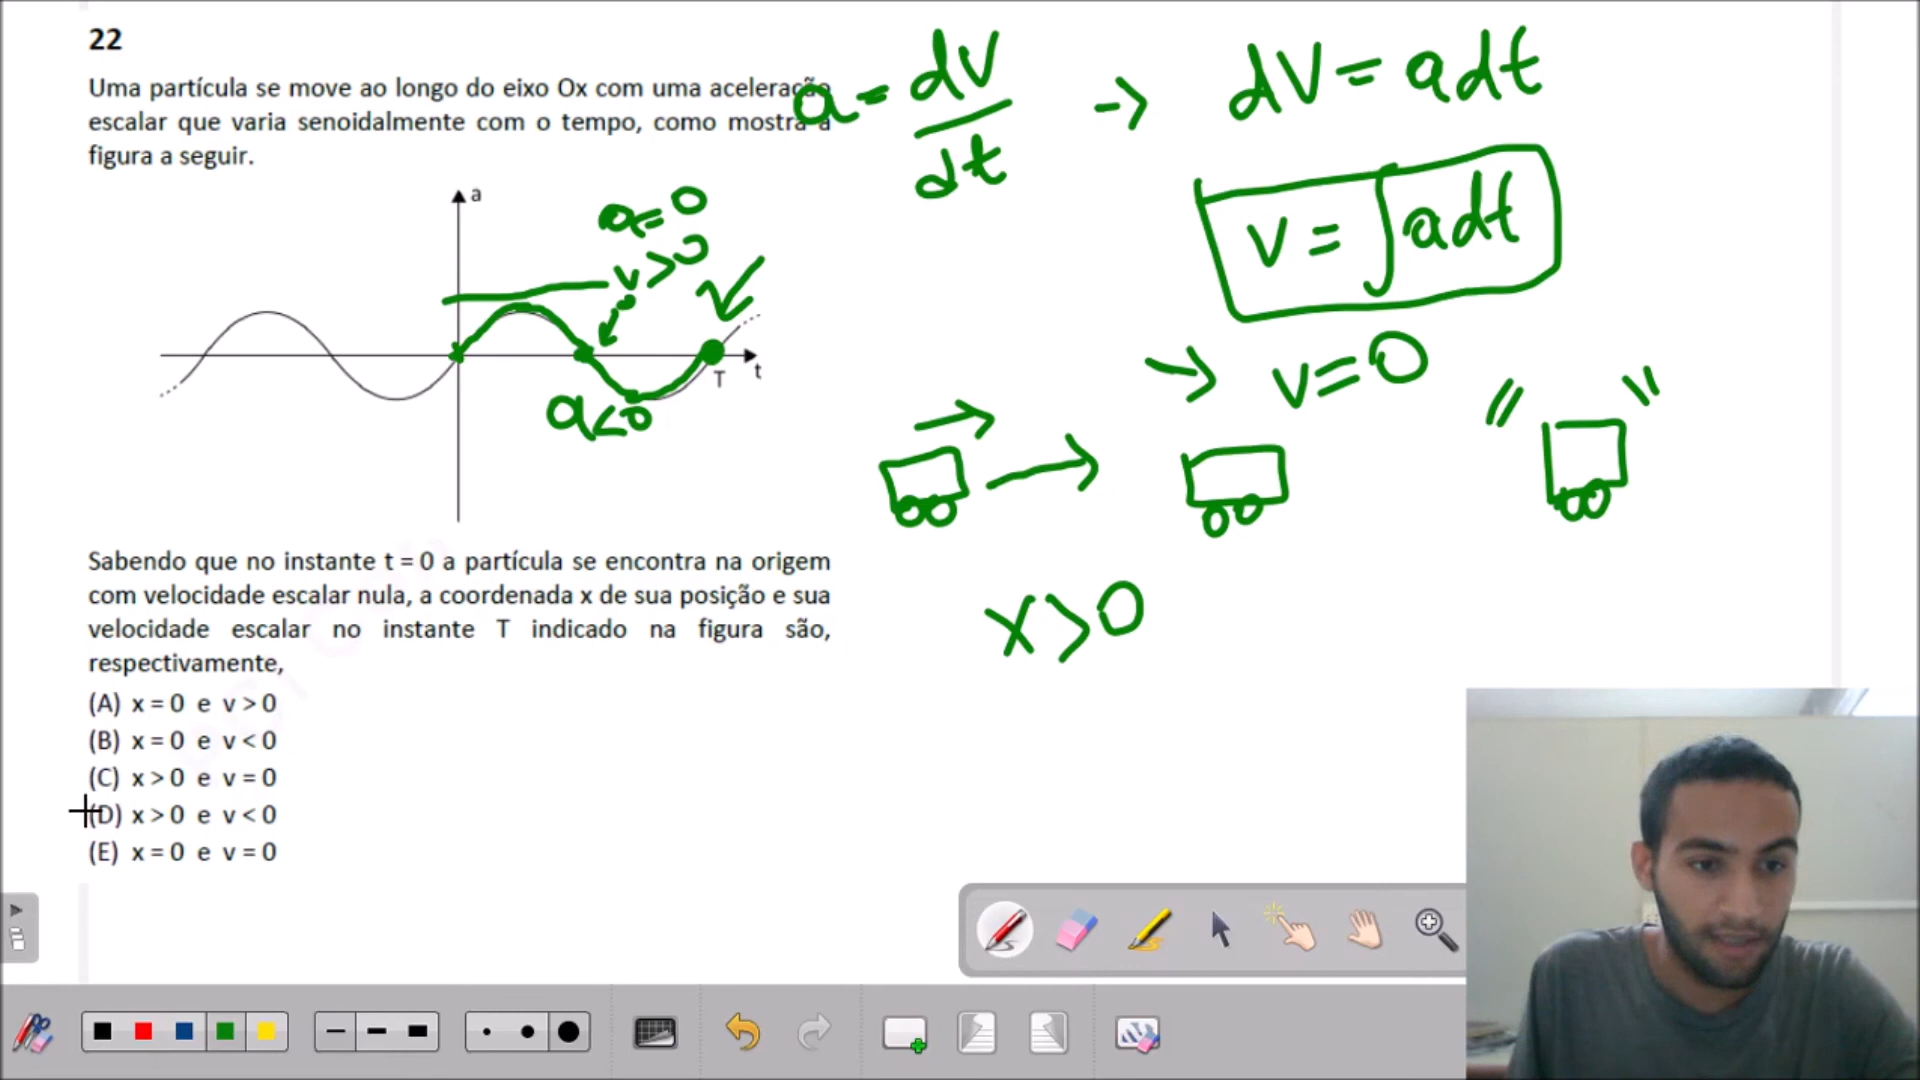 22
Uma partícula se move ao longo do eixo Ox com uma aceleração
escalar que varia senoidalmente com o tempo, como mostra a
figura a seguir.
a
T
t
Sabendo que no instante t = 0 a partícula se encontra na origem
com velocidade escalar nula, a coordenada x de sua posição e sua
velocidade escalar no instante T indicado na figura são,
respectivamente,
(A) x = 0 e v > 0
(B) x = 0 e v < 0
(C) x > 0 e v = 0
(D) x > 0 e v < 0
(E) x = 0 e v = 0
a=0
v>0
a<0
a = dv/dt → dV = adt
V = ∫adt
→ v=0
x>0